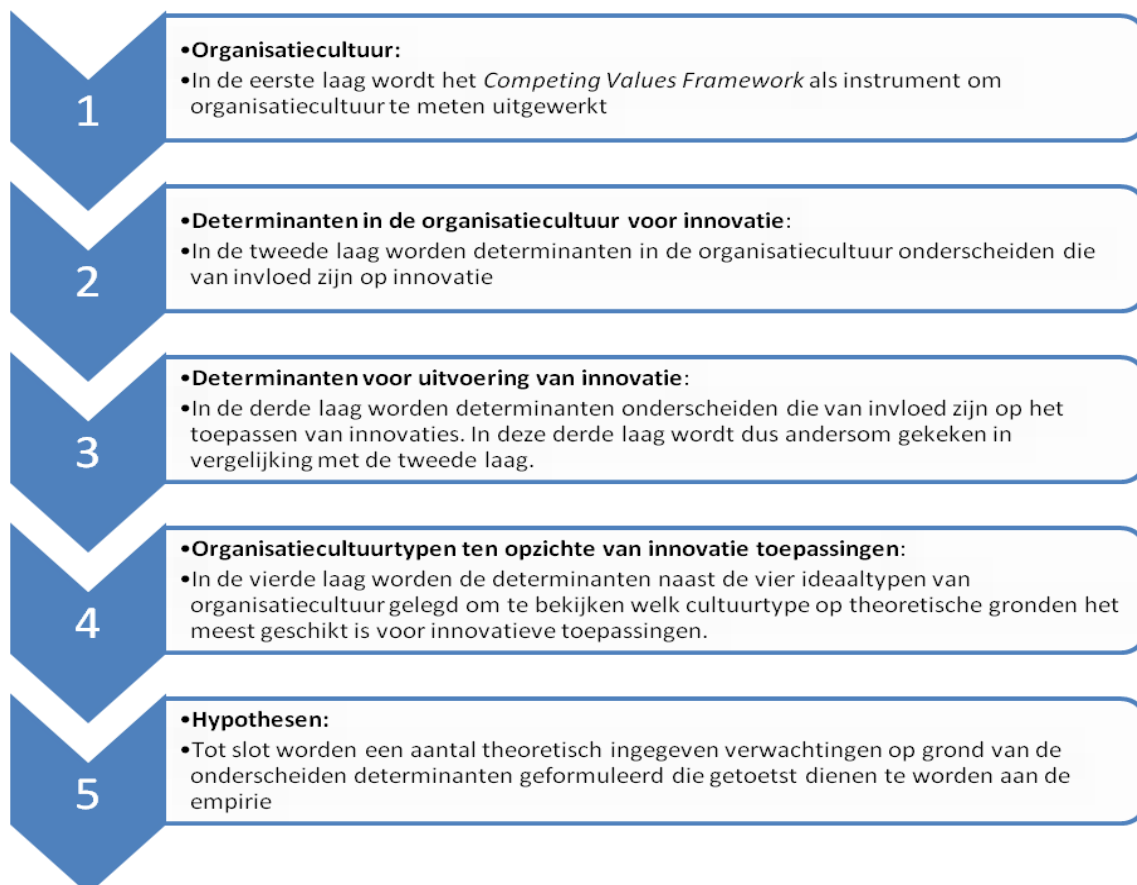 1
•Organisatiecultuur:
•In de eerste laag wordt het Competing Values Framework als instrument om
organisatiecultuur te meten uitgewerkt
2
•Determinanten in de organisatiecultuur voor innovatie:
•In de tweede laag worden determinanten in de organisatiecultuur onderscheiden die
van invloed zijn op innovatie
3
•Determinanten voor uitvoering van innovatie:
•In de derde laag worden determinanten onderscheiden die van invloed zijn op het
toepassen van innovaties. In deze derde laag wordt dus andersom gekeken in
vergelijking met de tweede laag.
4
•Organisatiecultuurtypen ten opzichte van innovatie toepassingen:
•In de vierde laag worden de determinanten naast de vier ideaaltypen van
organisatiecultuur gelegd om te bekijken welk cultuurtype op theoretische gronden het
meest geschikt is voor innovatieve toepassingen.
5
•Hypothesen:
•Tot slot worden een aantal theoretisch ingegeven verwachtingen op grond van de
onderscheiden determinanten geformuleerd die getoetst dienen te worden aan de
empirie